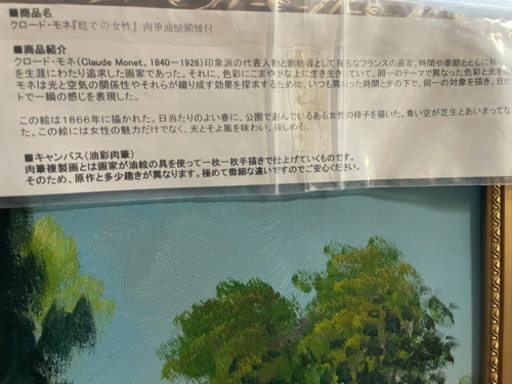 ■商品名
クロード・モネ『庭での女性』 肉筆油絵額縁付
■商品紹介
クロード・モネ(Claude Monet、1840－1926)印象派の代表人物と創始者として有名なフランスの画家。時間や季節とともに
を生涯にわたり追求した画家であった。それに、色彩にこまやかな上に生き生きしていて、同一のテーマで異なった色彩と光を
モネは光と空気の関係性やそれらが織り成す効果を探求するために、いつも異なった時間と光の下で、同一の対象を描き、自
トで一瞬の感じを表現した。
この絵は1866年に描かれた。日当たりのよい春に、公園で遊んでいる女性の様子を描いた。青い空が芝生とあいまって
な。この絵には女性の魅力だけでなく、光とそよ風を味わい、楽しめる。
■キャンバス(油彩肉筆)
肉筆複製画とは画家が油絵の具を使って一枚一枚手描きで仕上げていくものです。
そのため、原作と多少趣きが異なります。極めて微細な違いですのでご安心ください。